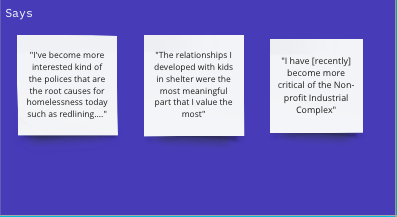 Says
"I've become more
interested kind of
the polices that are
the root causes for
homelessness today
such as redlining...."
"The relationships I
developed with kids
in shelter were the
most meaningful
part that I value the
most"
"I have [recently]
become more
critical of the Non-
profit Industrial
Complex"